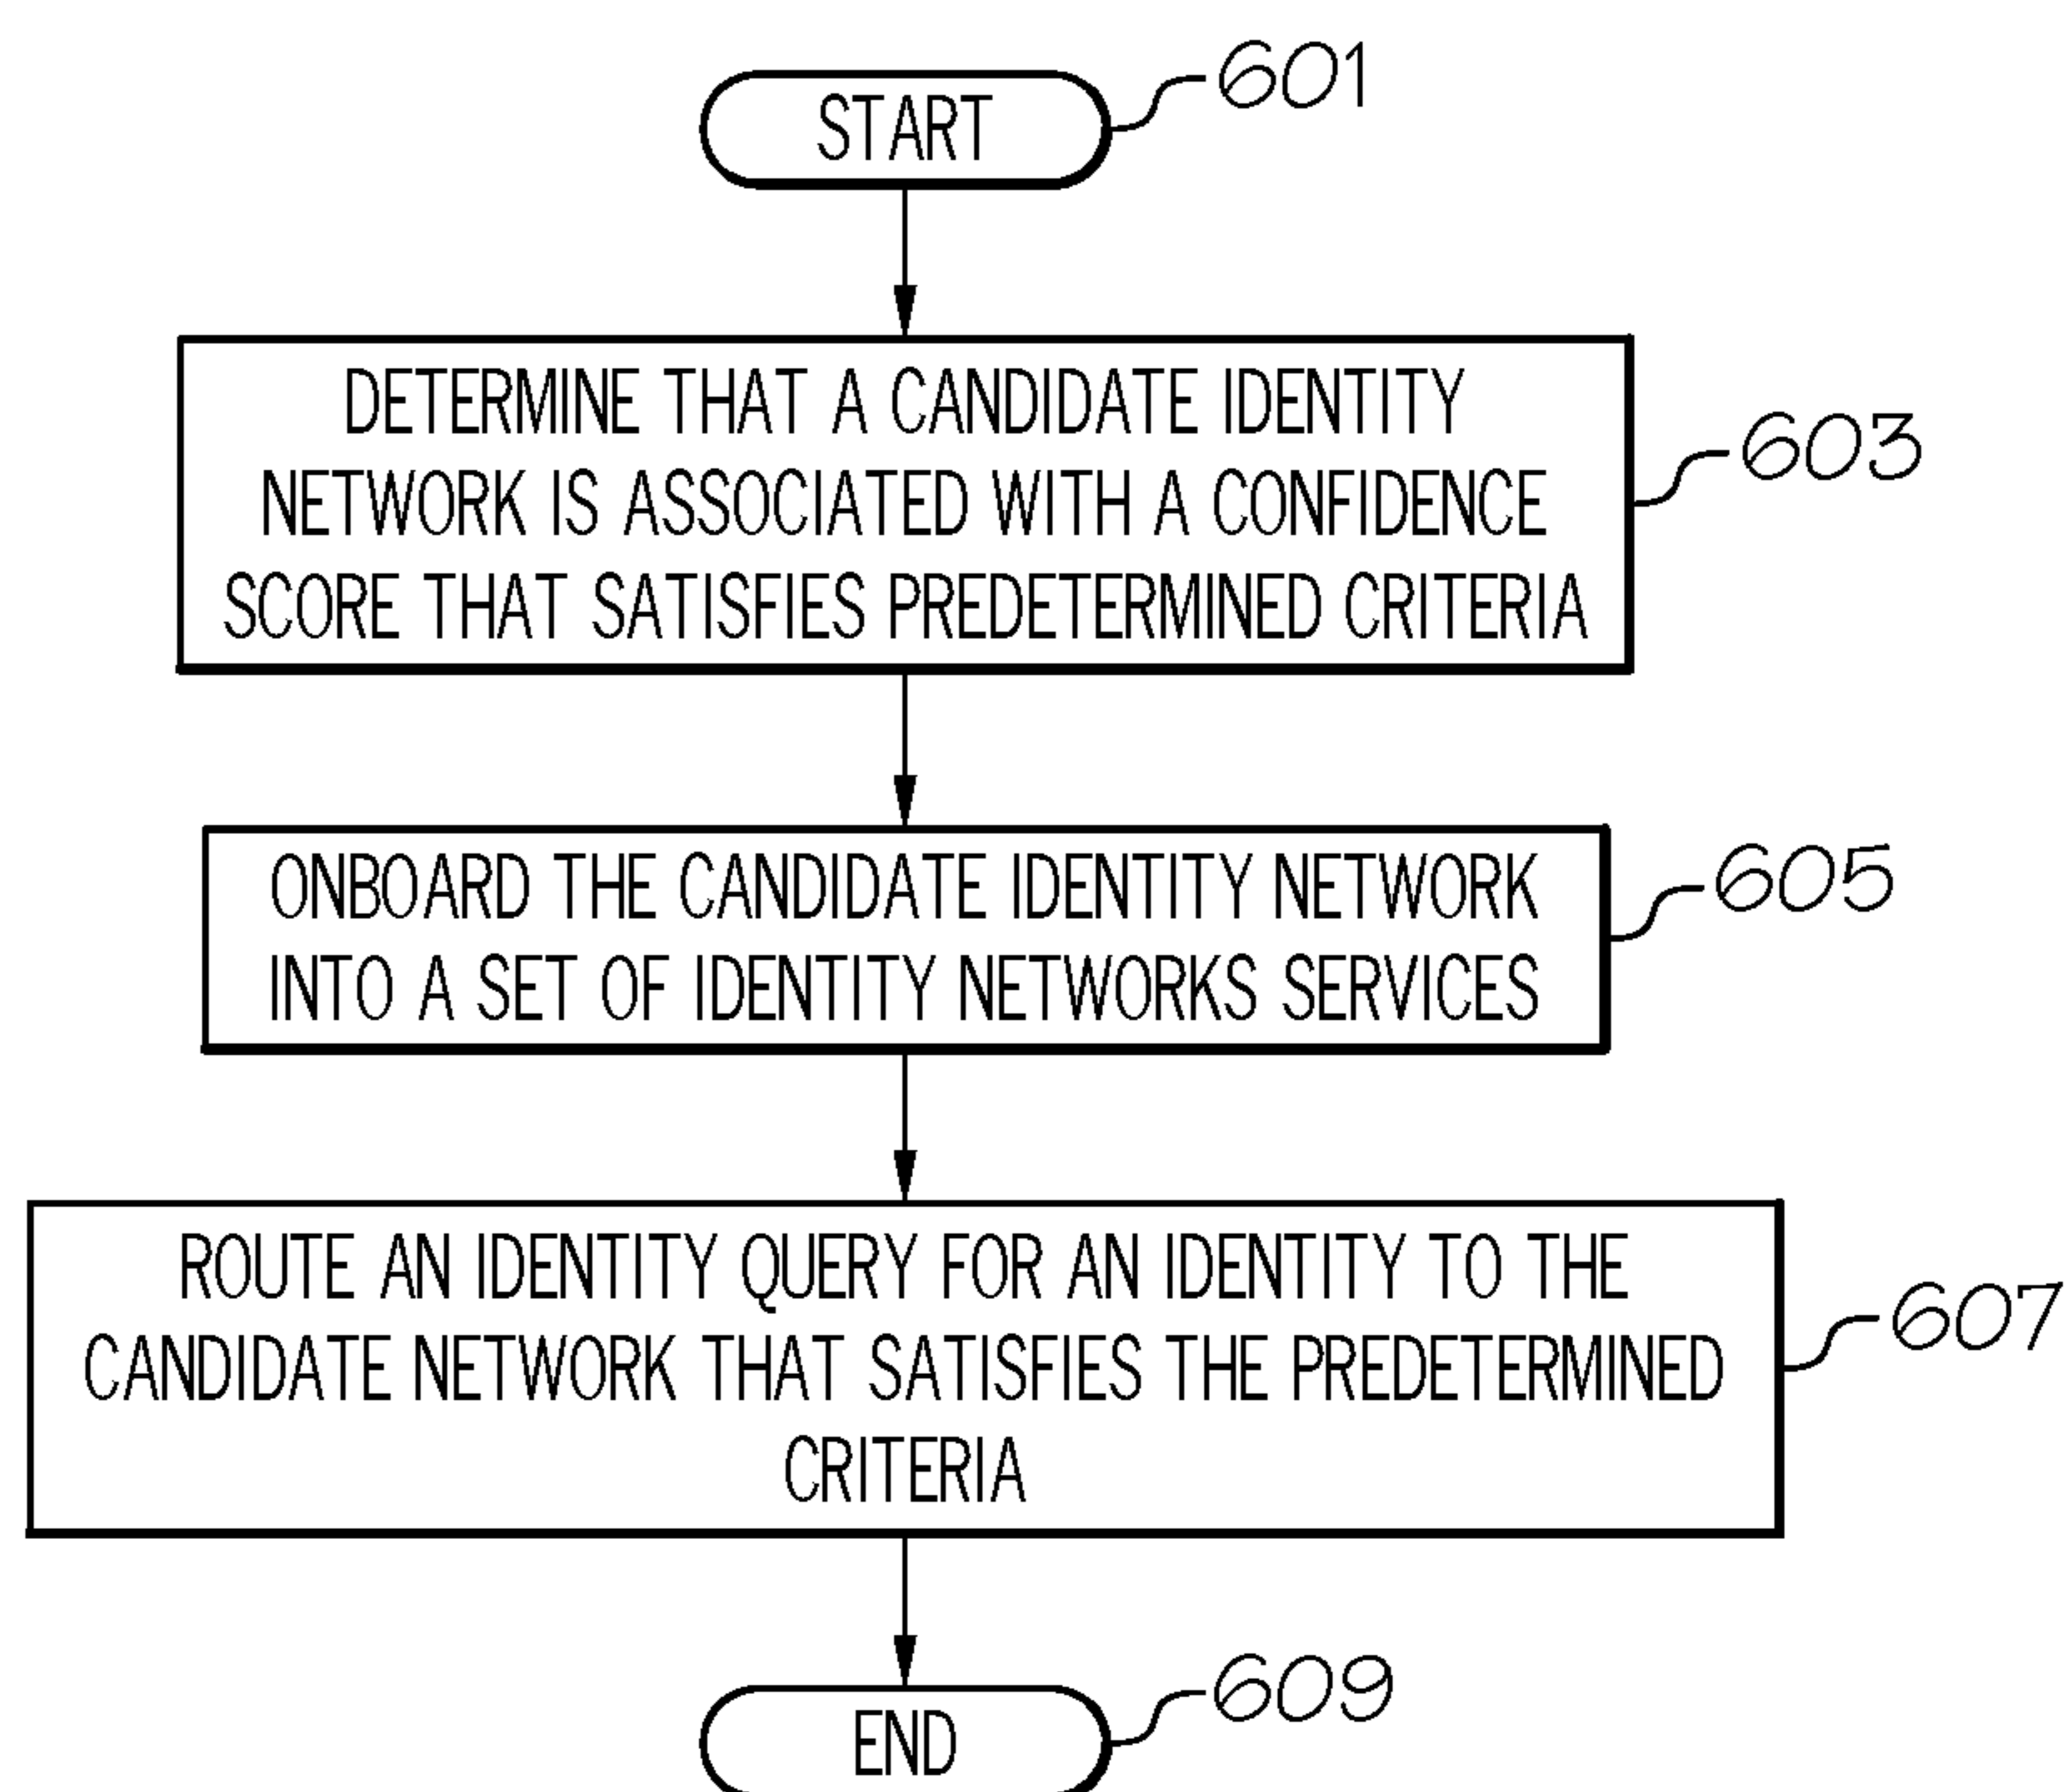 START
601
DETERMINE THAT A CANDIDATE IDENTITY
NETWORK IS ASSOCIATED WITH A CONFIDENCE
SCORE THAT SATISFIES PREDETERMINED CRITERIA
603
ONBOARD THE CANDIDATE IDENTITY NETWORK
INTO A SET OF IDENTITY NETWORKS SERVICES
605
ROUTE AN IDENTITY QUERY FOR AN IDENTITY TO THE
CANDIDATE NETWORK THAT SATISFIES THE PREDETERMINED
CRITERIA
607
END
609